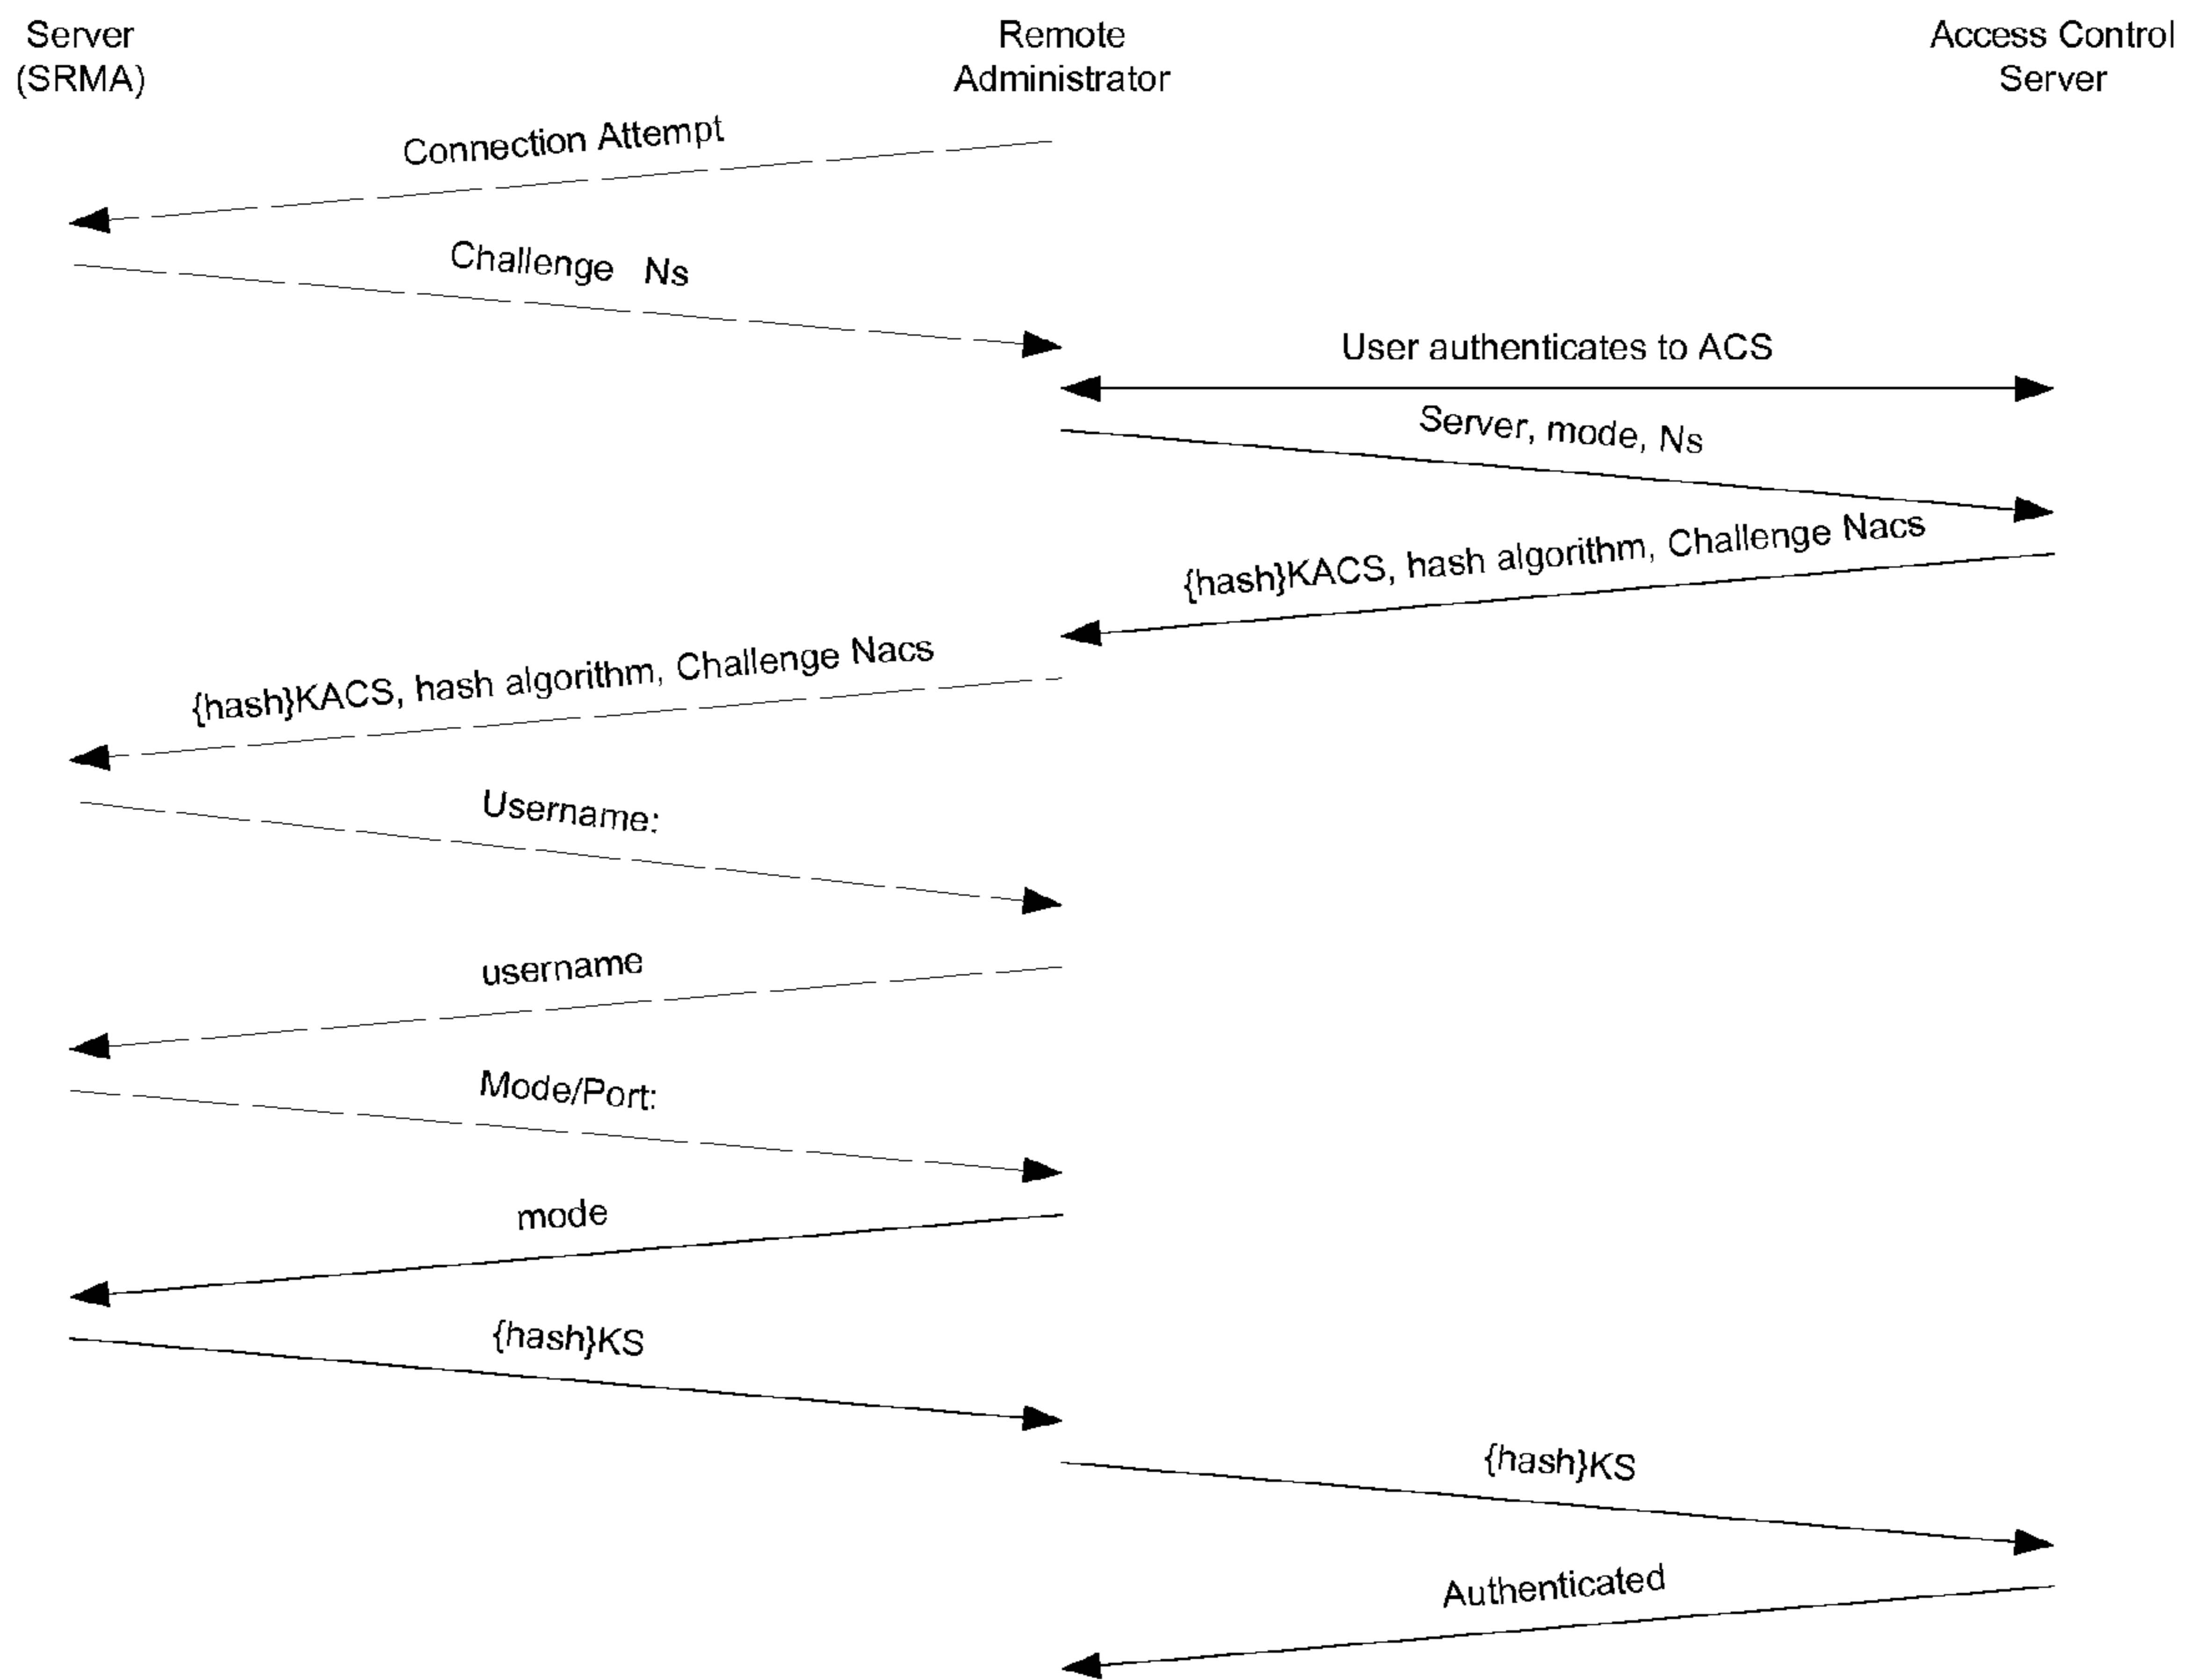 Server
(SRMA)
Remote
Administrator
Access Control
Server
Connection Attempt
Challenge Ns
User authenticates to ACS
Server, mode, Ns
{hash}KACS, hash algorithm, Challenge Nacs
{hash}KACS, hash algorithm, Challenge Nacs
Username:
username
Mode/Port:
mode
{hash}KS
{hash}KS
Authenticated